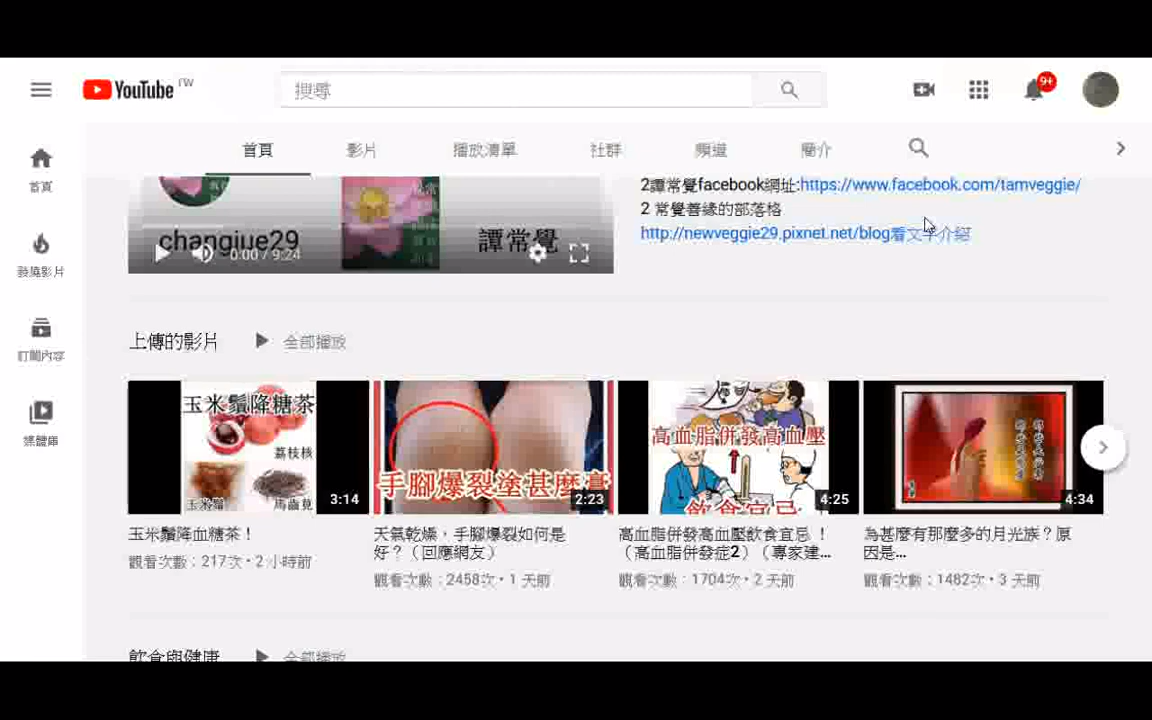 YouTube TW
搜尋
9+
首頁 影片 播放清單 社群 頻道 簡介
首頁
發燒影片
訂閱內容
媒體庫
2譚常覺facebook網址:https://www.facebook.com/tamveggie/
2 常覺善緣的部落格
http://newveggie29.pixnet.net/blog看文字介紹
changjue29
譚常覺
0:00 / 9:24
上傳的影片
全部播放
玉米鬚降糖茶
荔枝核
玉米鬚
馬齒莧
3:14
手腳爆裂塗甚麼膏
2:23
高血脂併發高血壓
飲食宜忌
4:25
4:34
玉米鬚降血糖茶！
觀看次數：217次 • 2 小時前
天氣乾燥，手腳爆裂如何是
好？（回應網友）
觀看次數：2458次 • 1 天前
高血脂併發高血壓飲食宜忌 ！
（高血脂併發症2）（專家建...
觀看次數：1704次 • 2 天前
為甚麼有那麼多的月光族？原
因是...
觀看次數：1482次 • 3 天前
飲食與健康
全部播放